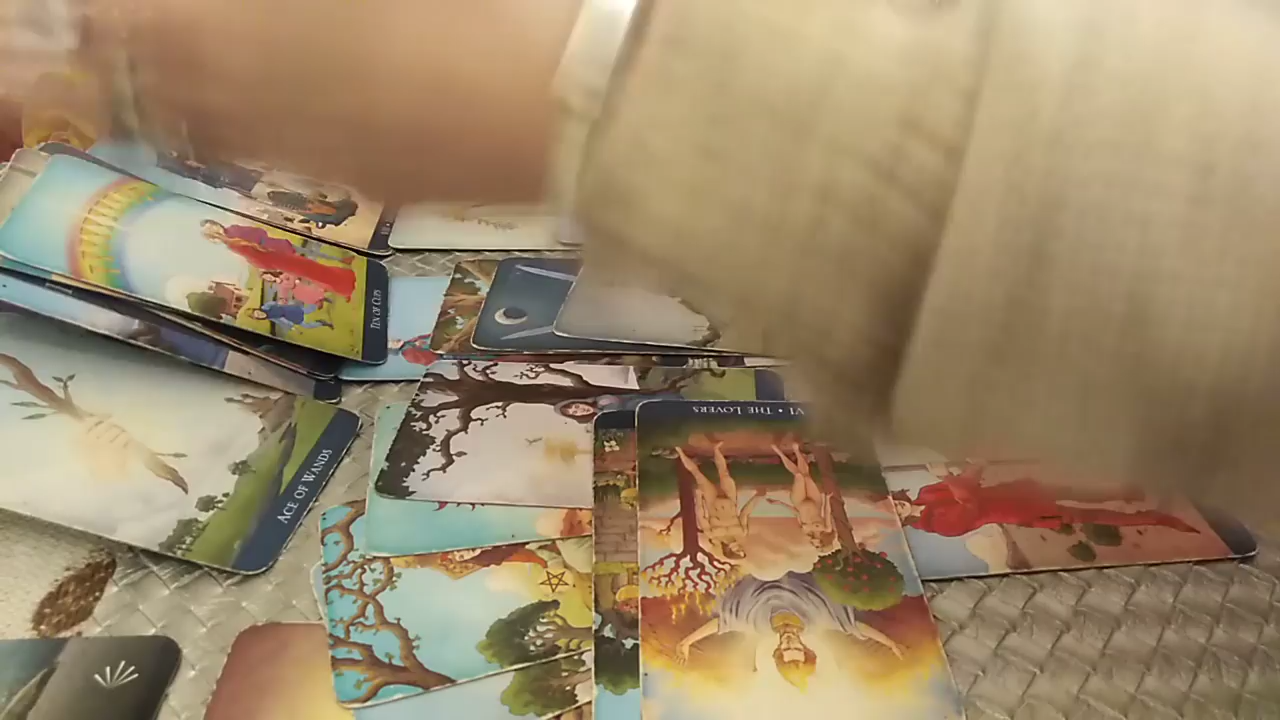 TEN OF CUPS
VI • THE LOVERS
ACE OF WANDS